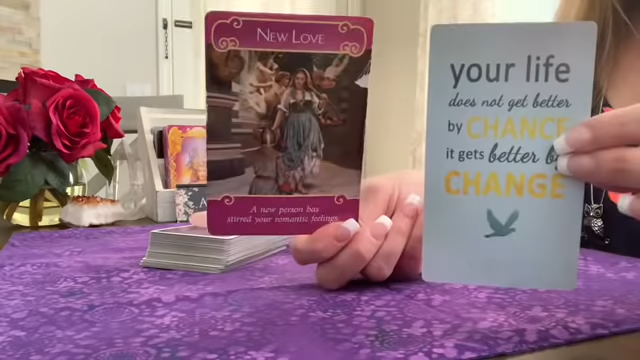 New Love
A new person has
stirred your romantic feelings.
your life
does not get better
by CHANCE
it gets better b
CHANGE